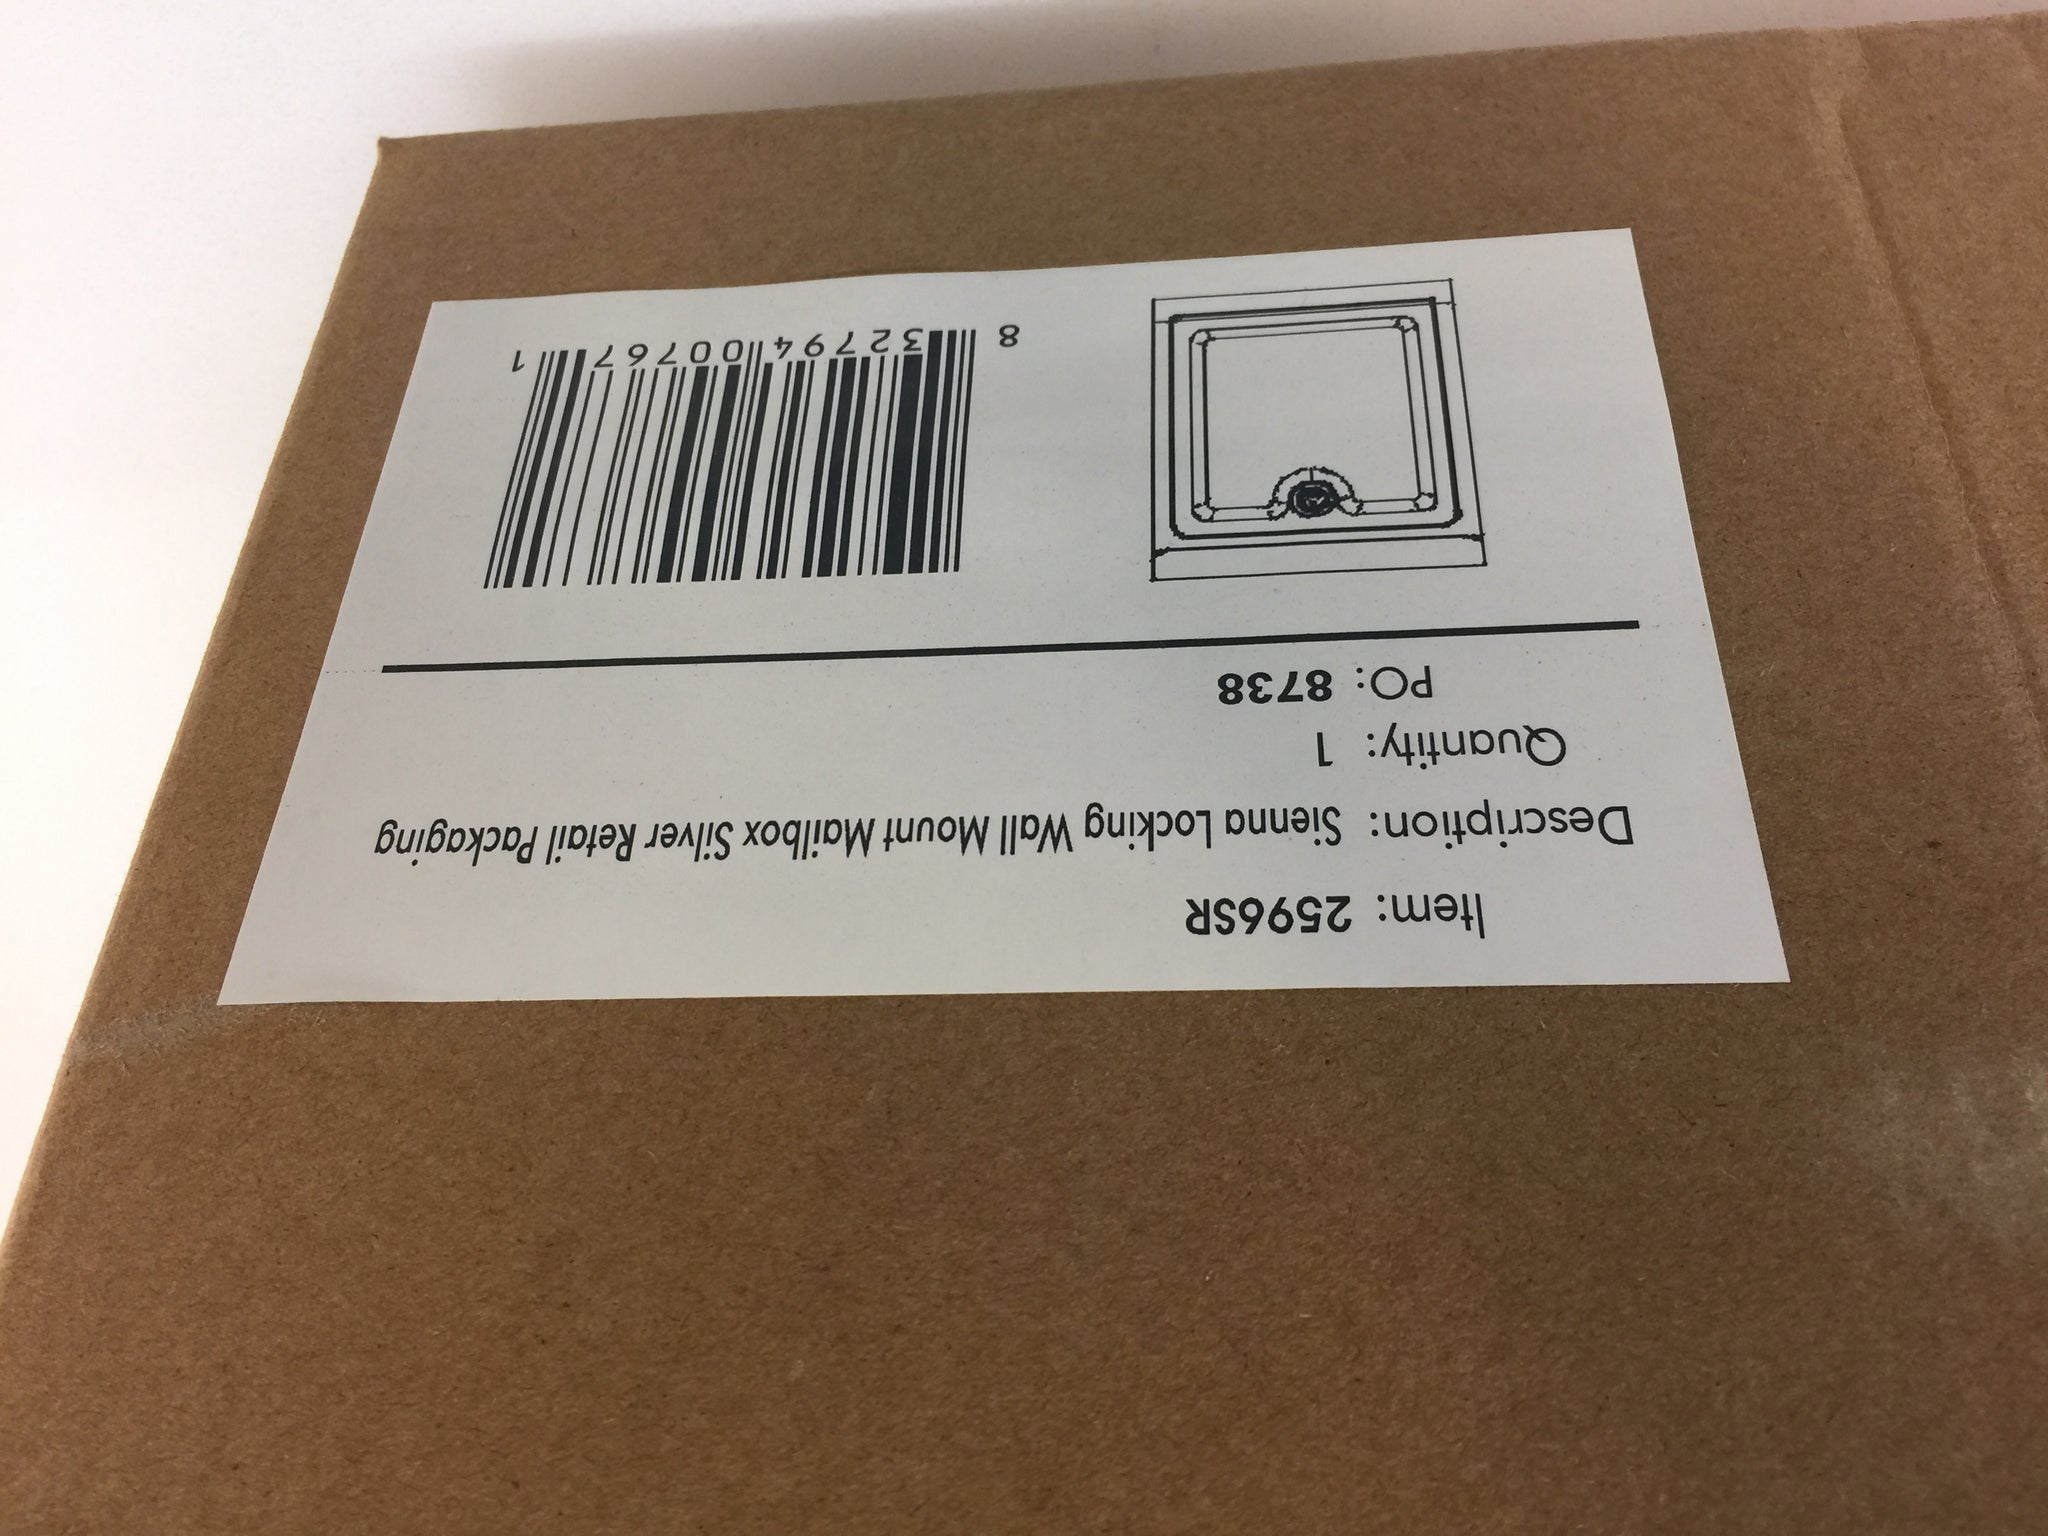 Item: 2596SR
Description: Sienna Locking Wall Mount Mailbox Silver Retail Packaging
Quantity: 1
PO: 8738
8 32794 00767 1